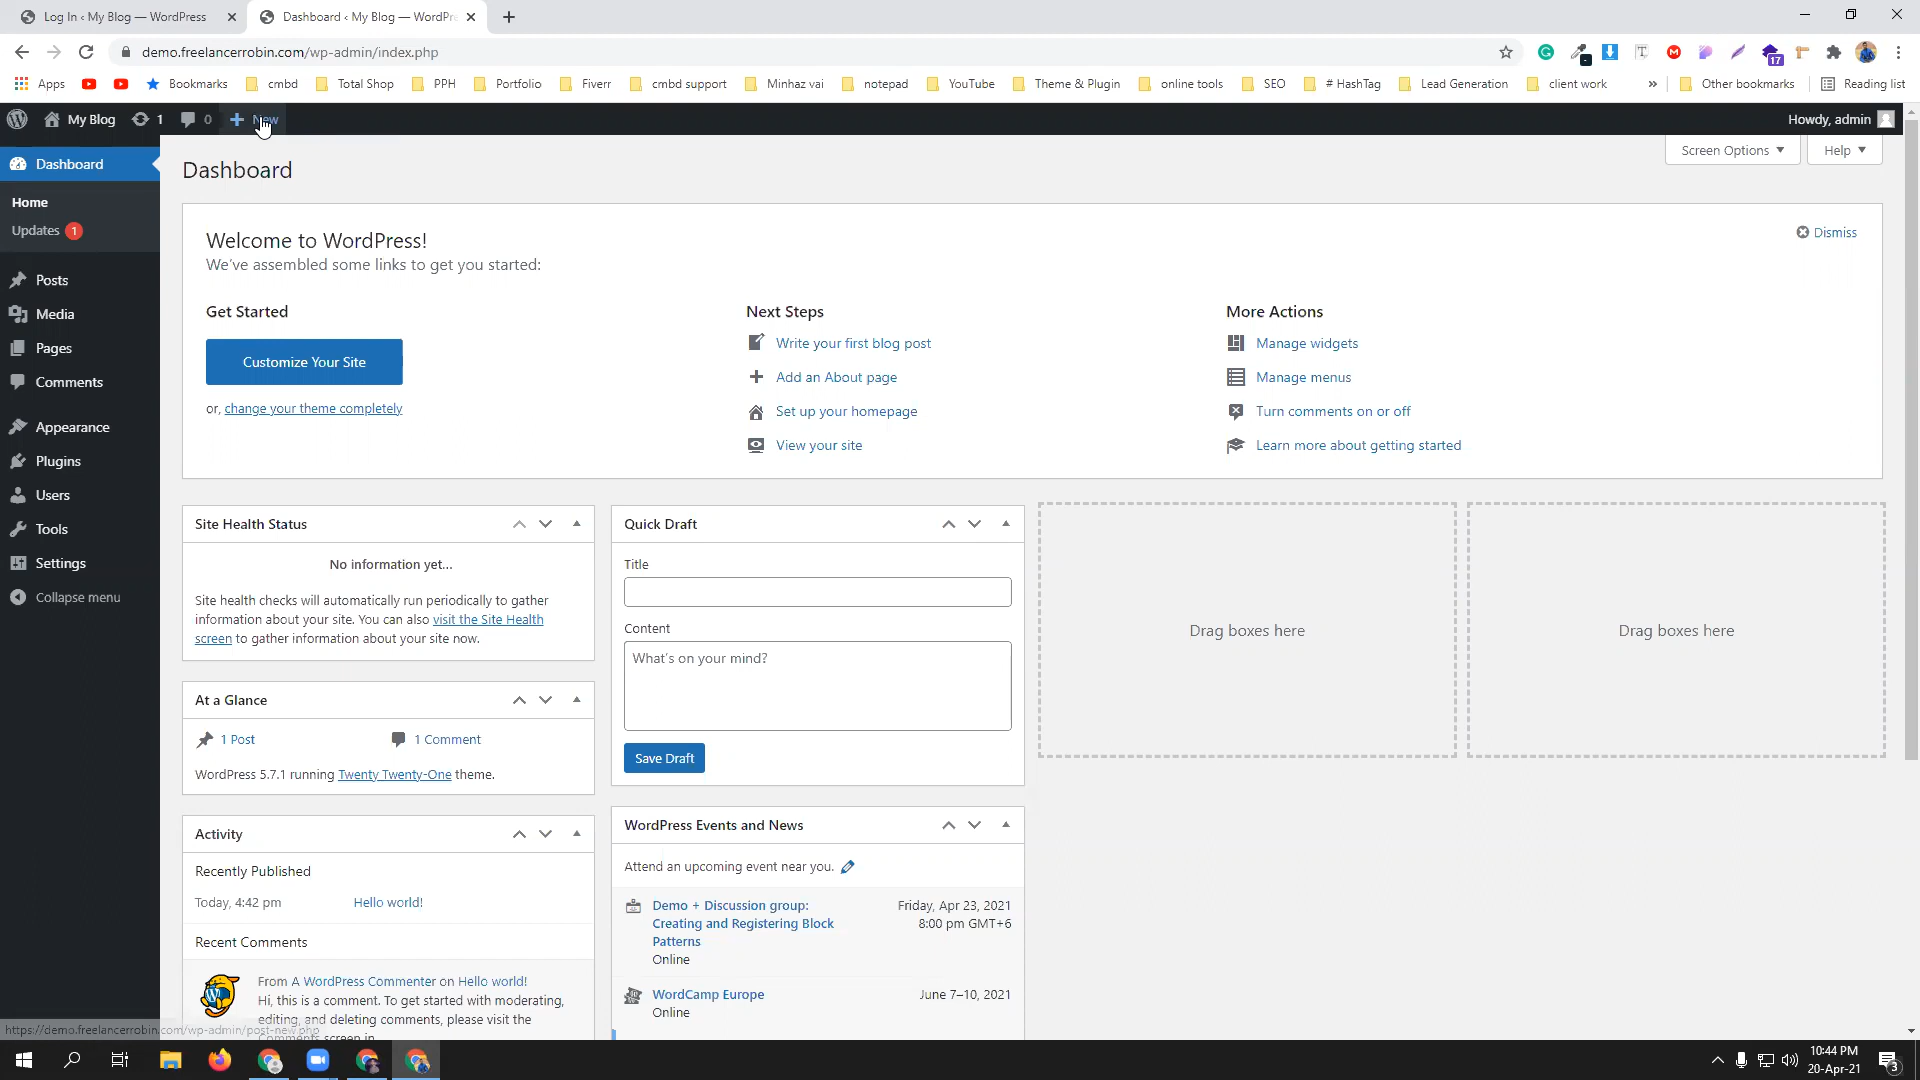 Log In ‹ My Blog — WordPress
Dashboard ‹ My Blog — WordPre
demo.freelancerrobin.com/wp-admin/index.php
Apps
Bookmarks
cmbd
Total Shop
PPH
Portfolio
Fiverr
cmbd support
Minhaz vai
notepad
YouTube
Theme & Plugin
online tools
SEO
# HashTag
Lead Generation
client work
»
Other bookmarks
Reading list
17
My Blog
1
0
New
Howdy, admin
Dashboard
Home
Updates 1
Posts
Media
Pages
Comments
Appearance
Plugins
Users
Tools
Settings
Collapse menu
Dashboard
Screen Options
Help
Welcome to WordPress!
We've assembled some links to get you started:
Dismiss
Get Started
Customize Your Site
or, change your theme completely
Next Steps
Write your first blog post
Add an About page
Set up your homepage
View your site
More Actions
Manage widgets
Manage menus
Turn comments on or off
Learn more about getting started
Site Health Status
No information yet...
Site health checks will automatically run periodically to gather
information about your site. You can also visit the Site Health
screen to gather information about your site now.
At a Glance
1 Post
1 Comment
WordPress 5.7.1 running Twenty Twenty-One theme.
Activity
Recently Published
Today, 4:42 pm
Hello world!
Recent Comments
From A WordPress Commenter on Hello world!
Hi, this is a comment. To get started with moderating,
editing, and deleting comments, please visit the
Comments screen in
Quick Draft
Title
Content
What's on your mind?
Save Draft
WordPress Events and News
Attend an upcoming event near you.
Demo + Discussion group:
Creating and Registering Block
Patterns
Online
Friday, Apr 23, 2021
8:00 pm GMT+6
WordCamp Europe
Online
June 7–10, 2021
Drag boxes here
Drag boxes here
https://demo.freelancerrobin.com/wp-admin/post-new.php
10:44 PM
20-Apr-21
3